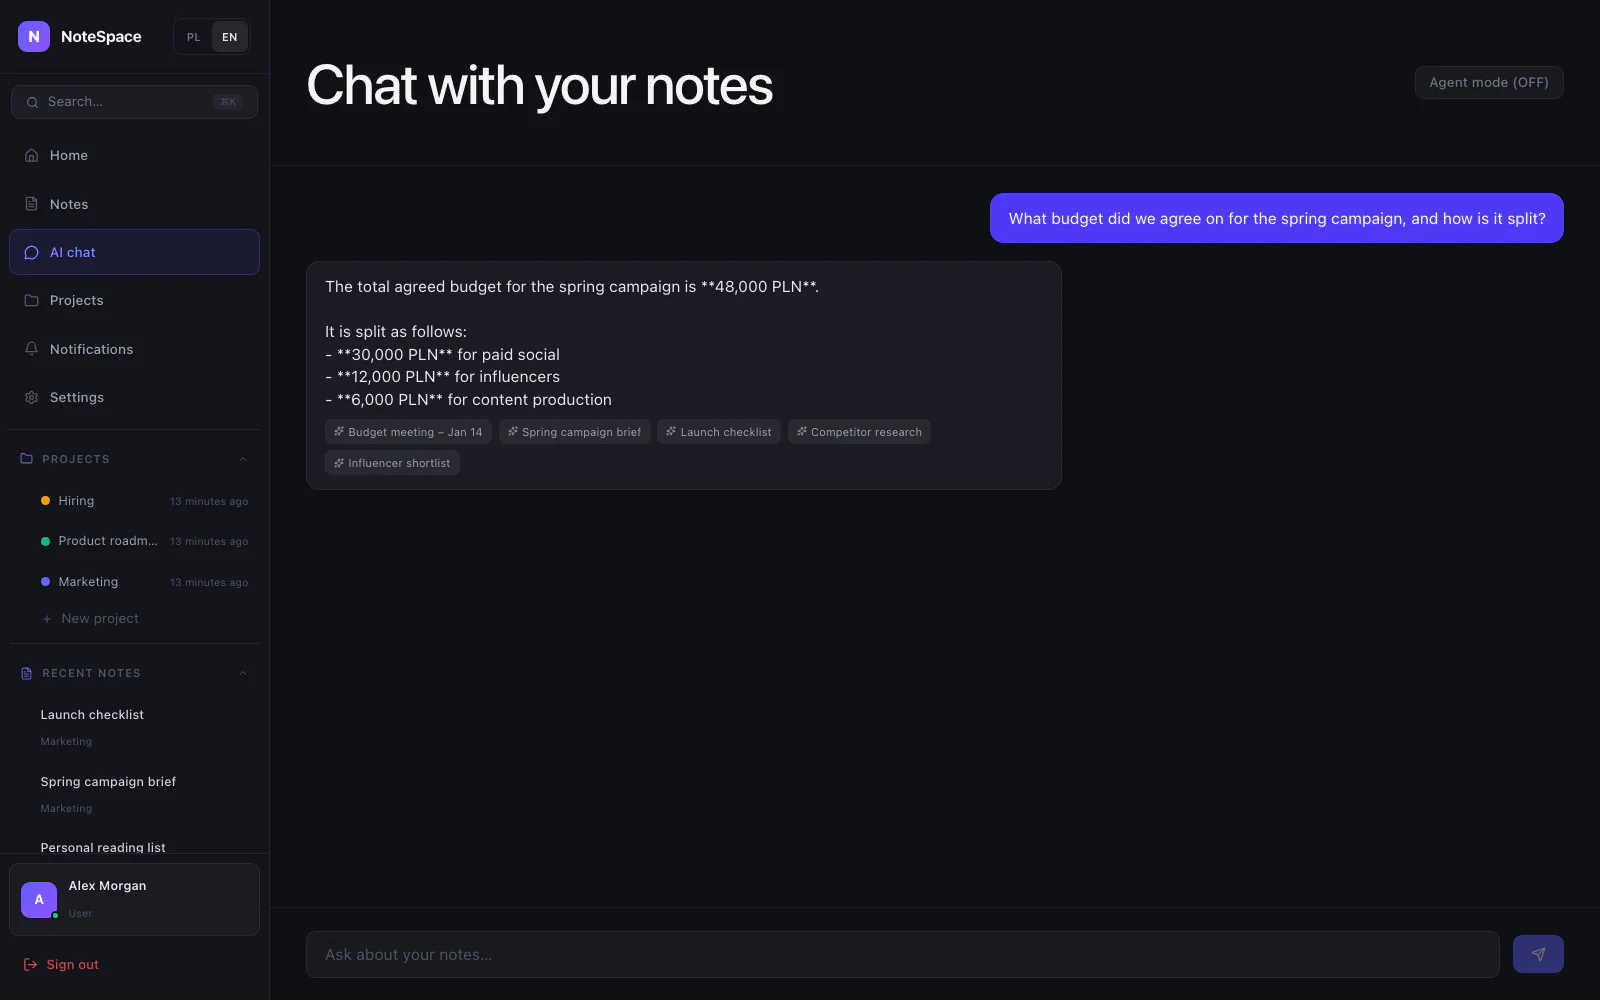 N NoteSpace PL EN
Search... ⌘K
Home
Notes
AI chat
Projects
Notifications
Settings
PROJECTS
Hiring 13 minutes ago
Product roadm... 13 minutes ago
Marketing 13 minutes ago
+ New project
RECENT NOTES
Launch checklist
Marketing
Spring campaign brief
Marketing
Personal reading list
A Alex Morgan
User
Sign out
Chat with your notes
Agent mode (OFF)
What budget did we agree on for the spring campaign, and how is it split?
The total agreed budget for the spring campaign is **48,000 PLN**.
It is split as follows:
- **30,000 PLN** for paid social
- **12,000 PLN** for influencers
- **6,000 PLN** for content production
Budget meeting – Jan 14 Spring campaign brief Launch checklist Competitor research
Influencer shortlist
Ask about your notes...